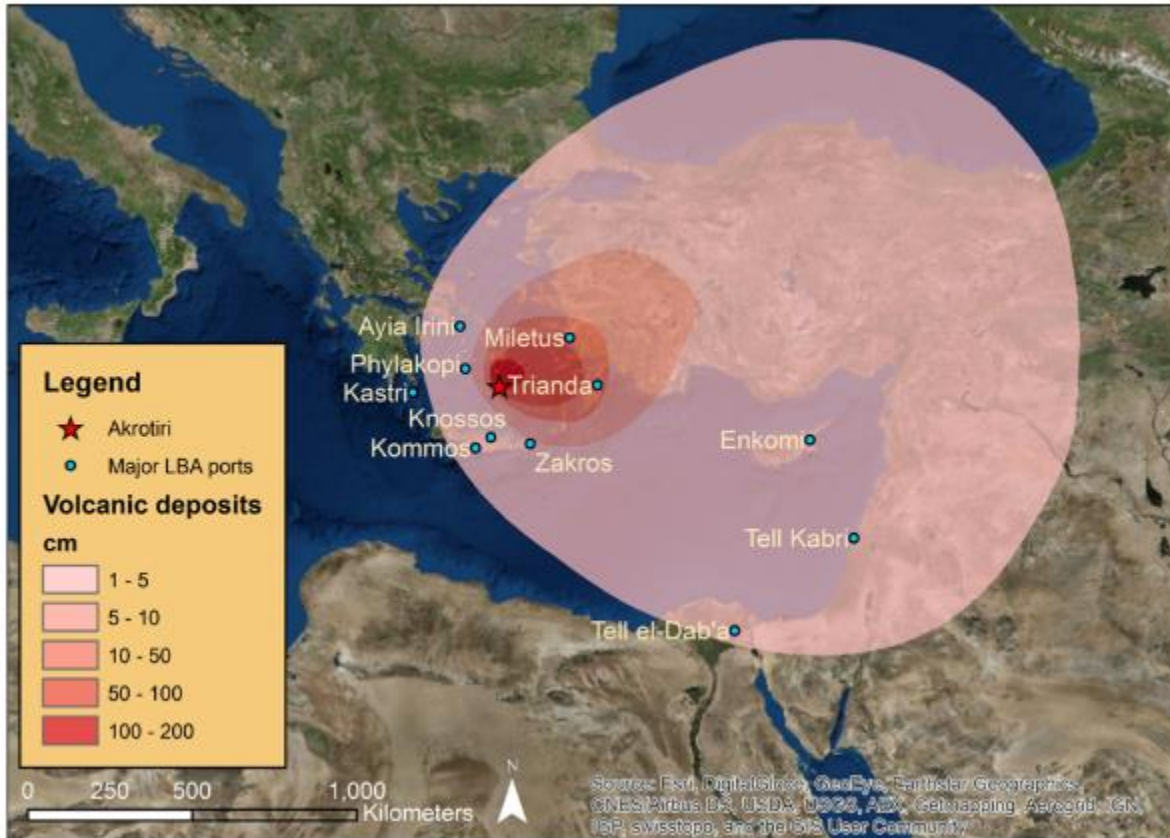 Ayia Irini
Miletus
Phylakopi
Kastri
Trianda
Knossos
Kommos
Zakros
Enkomi
Tell Kabri
Tell el-Dab'a
Legend
Akrotiri
Major LBA ports
Volcanic deposits
cm
1 - 5
5 - 10
10 - 50
50 - 100
100 - 200
0 250 500 1,000
Kilometers
N
Source: Esri, DigitalGlobe, GeoEye, Earthstar Geographics,
CNES/Airbus DS, USDA, USGS, AEX, Getmapping, Aerogrid, IGN,
IGP, swisstopo, and the GIS User Community